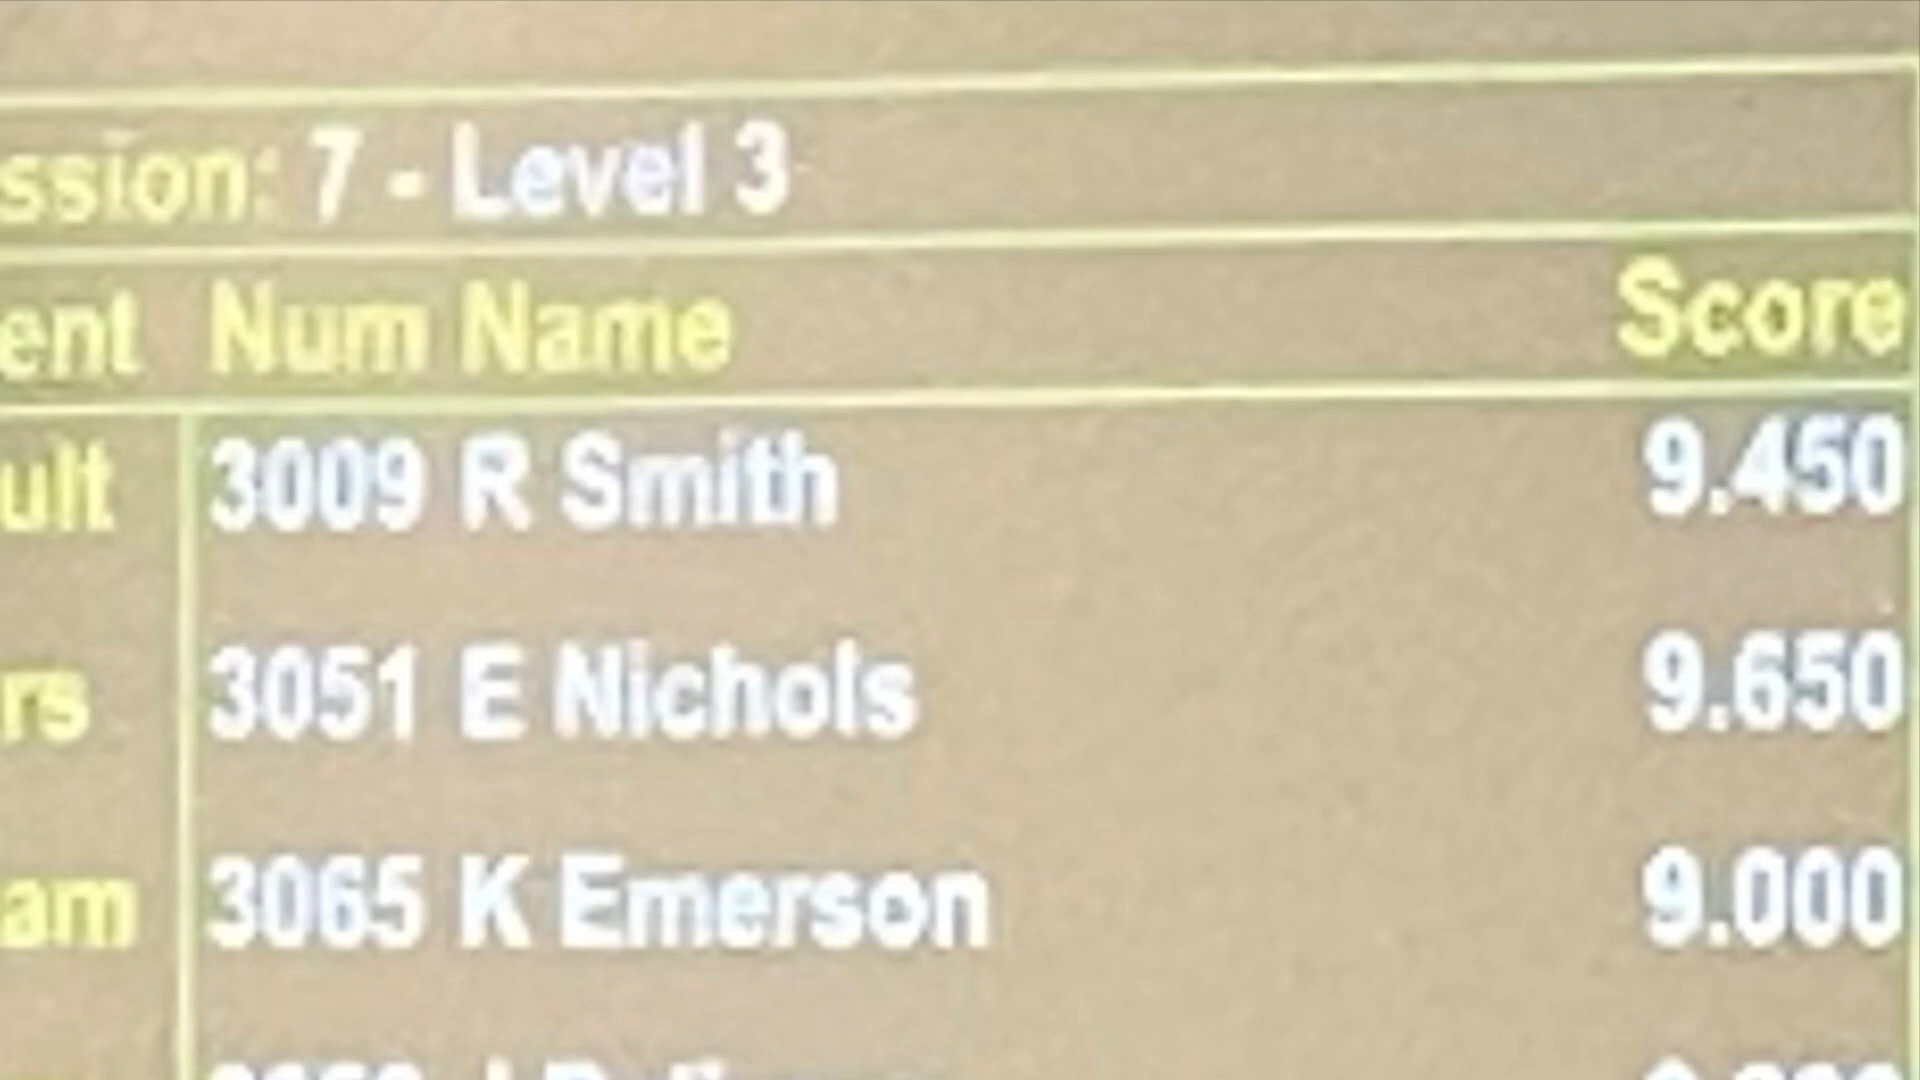 ssion: 7 - Level 3
ent Num Name Score
ult 3009 R Smith 9.450
rs 3051 E Nichols 9.650
am 3065 K Emerson 9.000